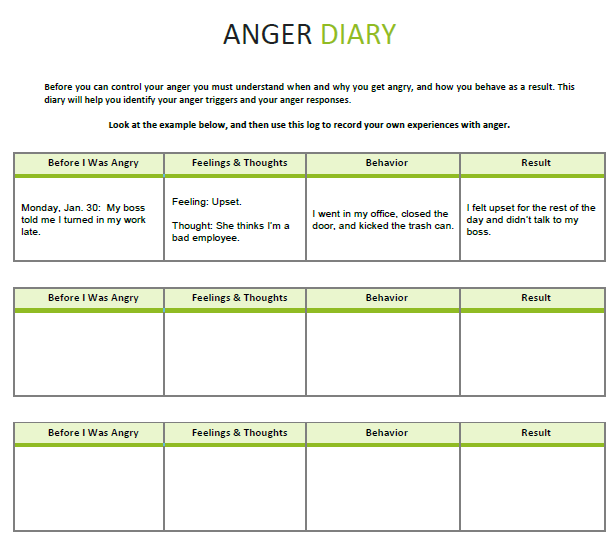 ANGER DIARY
Before you can control your anger you must understand when and why you get angry, and how you behave as a result. This
diary will help you identify your anger triggers and your anger responses.
Look at the example below, and then use this log to record your own experiences with anger.
Before I Was Angry
Feelings & Thoughts
Behavior
Result
Monday, Jan. 30:  My boss
told me I turned in my work
late.
Feeling: Upset.
Thought: She thinks I'm a
bad employee.
I went in my office, closed the
door, and kicked the trash can.
I felt upset for the rest of the
day and didn't talk to my
boss.
Before I Was Angry
Feelings & Thoughts
Behavior
Result
Before I Was Angry
Feelings & Thoughts
Behavior
Result